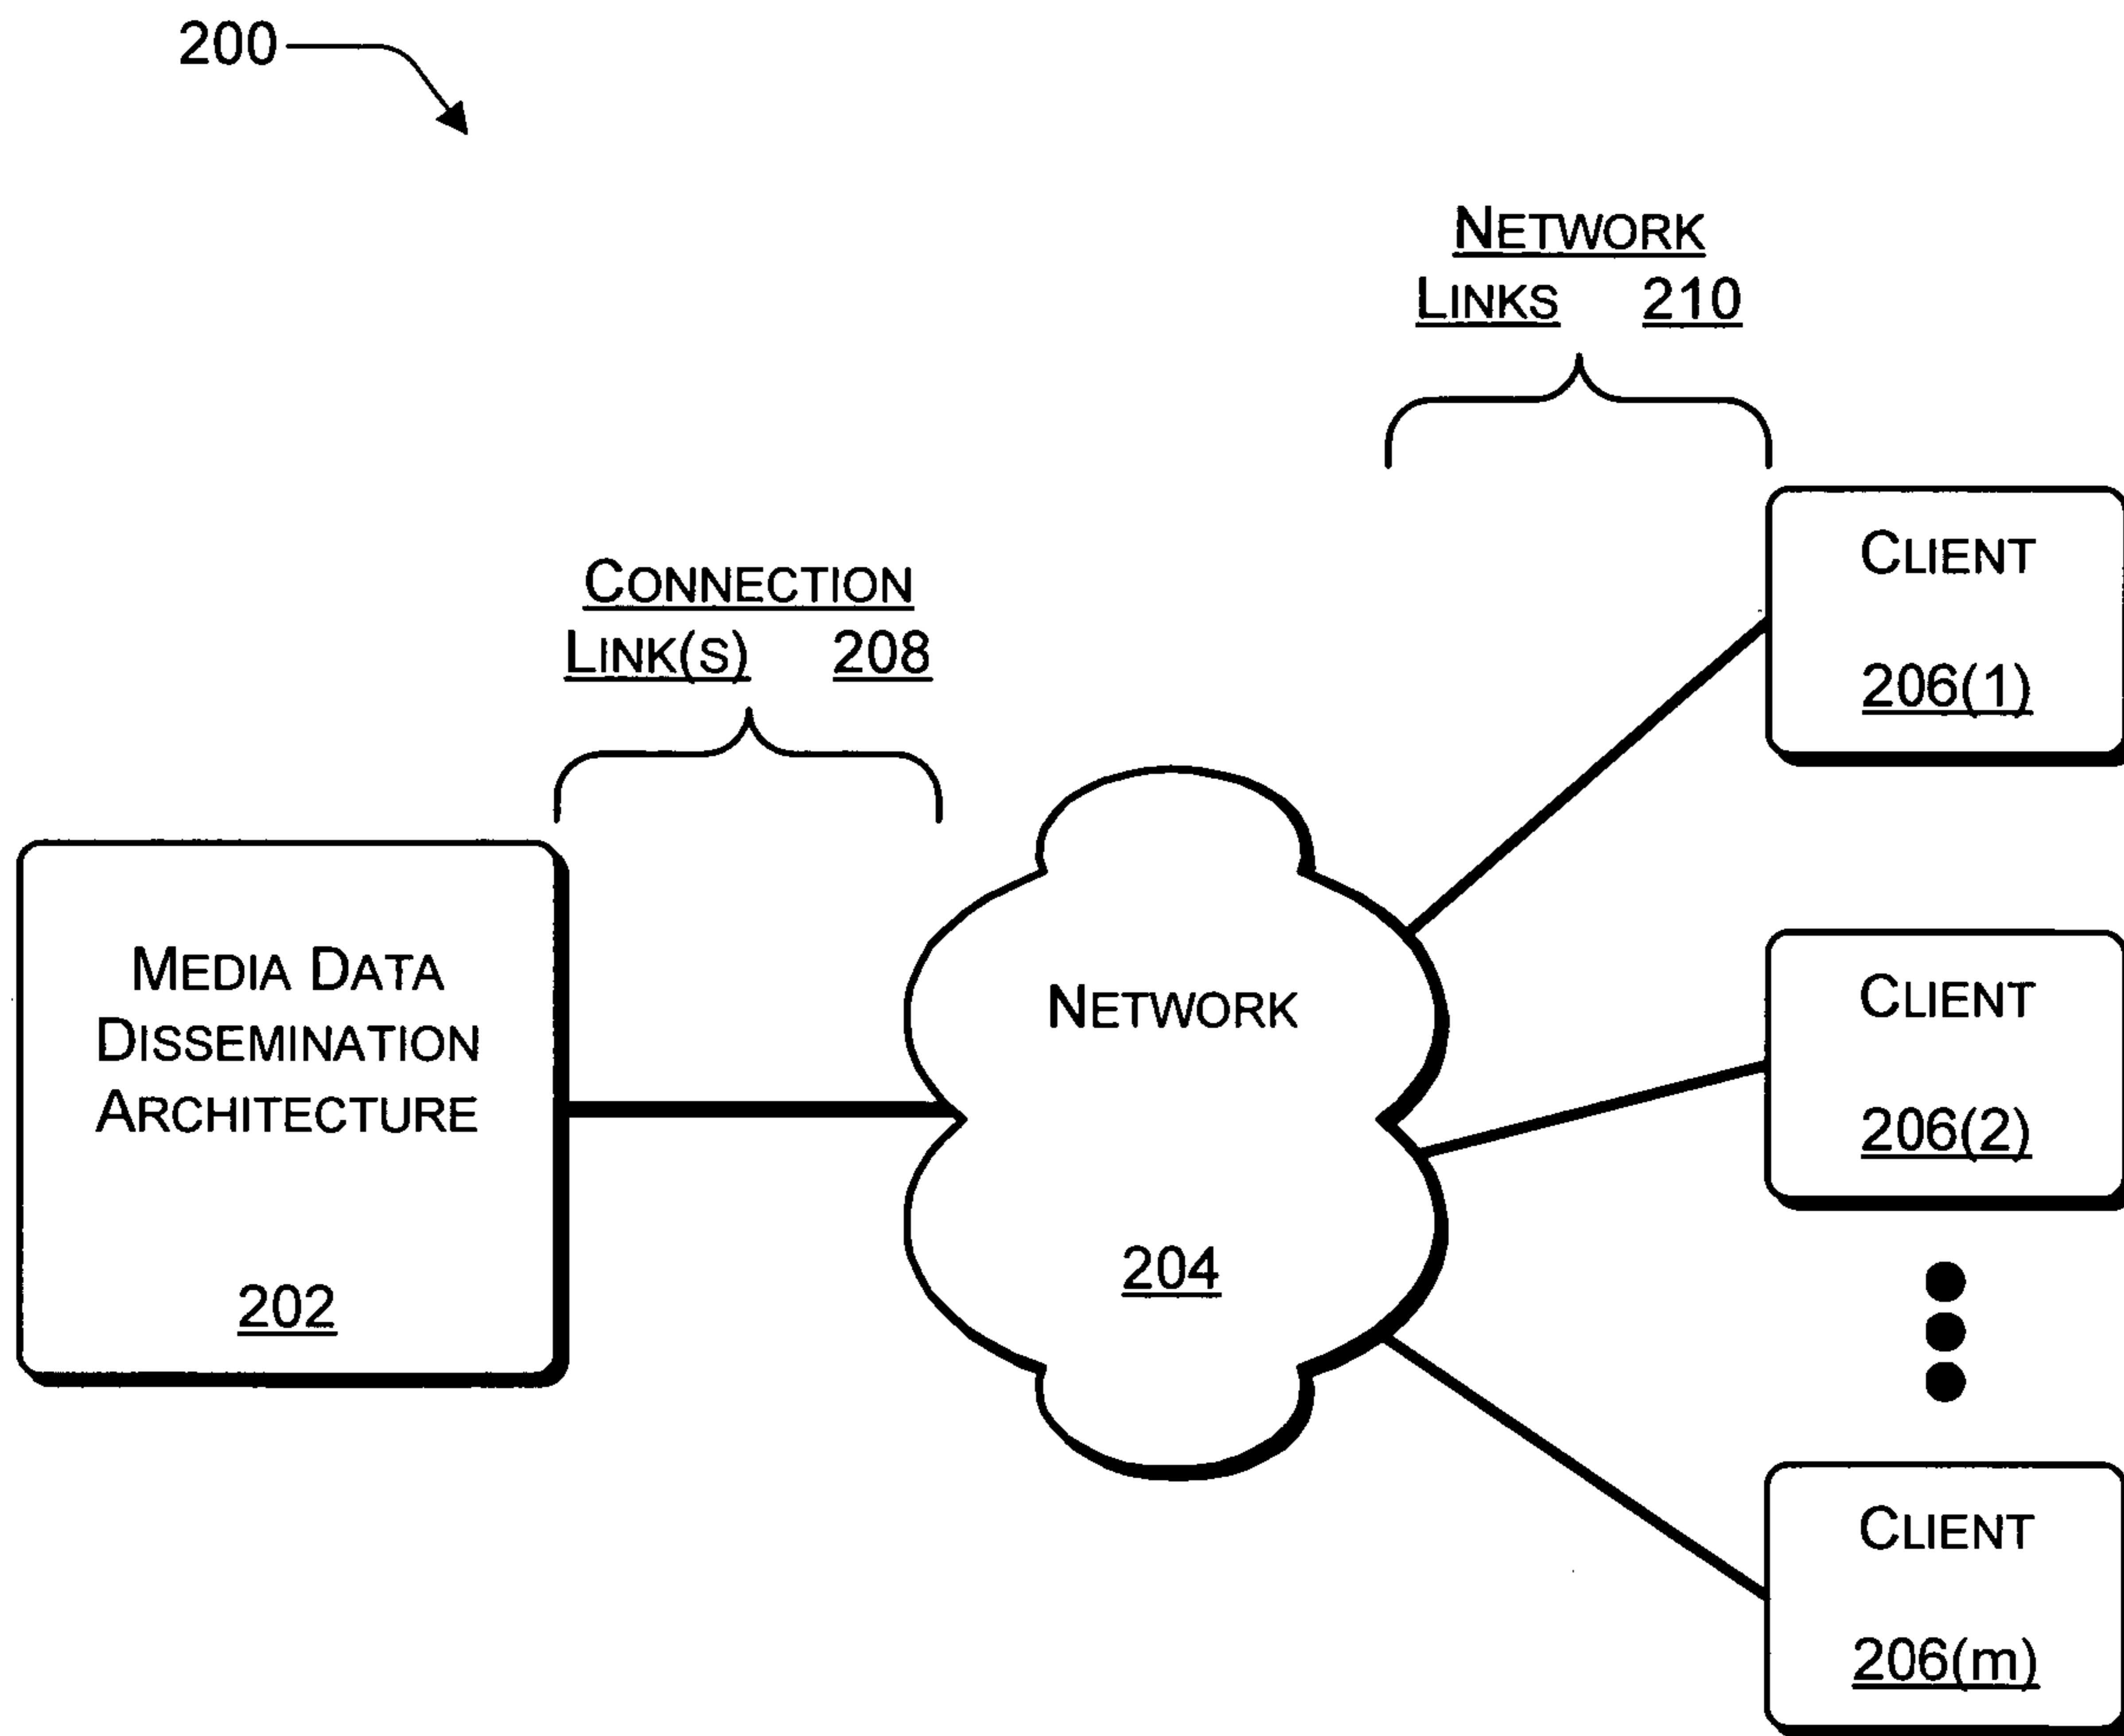 200
NETWORK
LINKS 210
CLIENT
206(1)
CONNECTION
LINK(S) 208
MEDIA DATA
DISSEMINATION
ARCHITECTURE
202
NETWORK
204
CLIENT
206(2)
CLIENT
206(m)